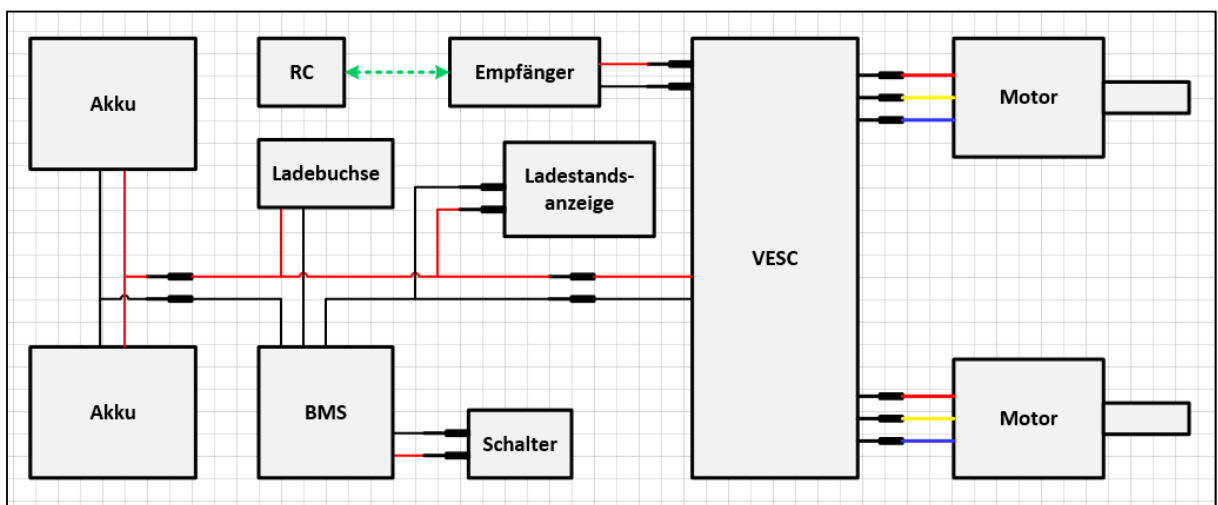 Akku
RC
Empfänger
Motor
Ladebuchse
Ladestands-
anzeige
VESC
Akku
BMS
Schalter
Motor